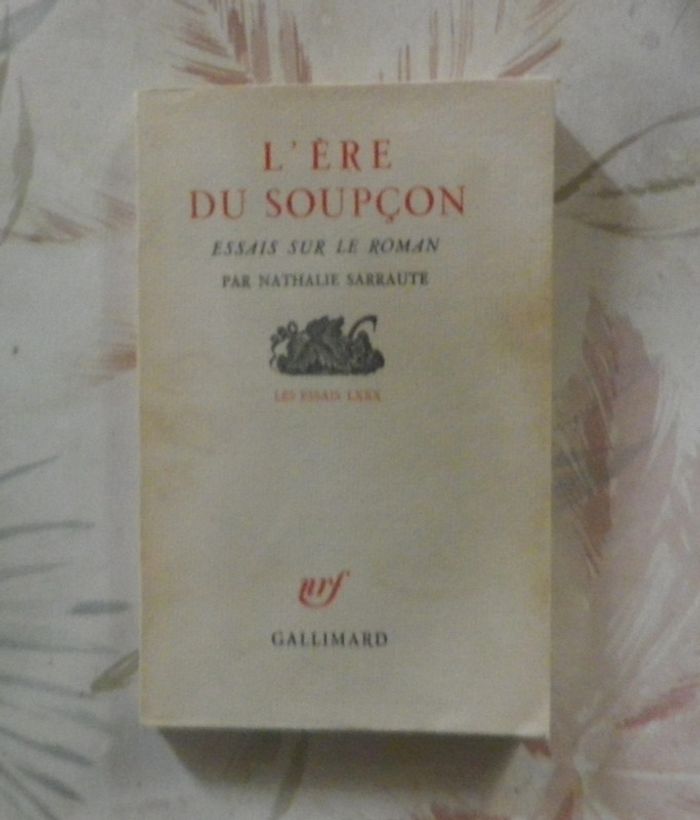 L'ÈRE
DU SOUPÇON
ESSAIS SUR LE ROMAN
PAR NATHALIE SARRAUTE
LES ESSAIS LXXX
nrf
GALLIMARD